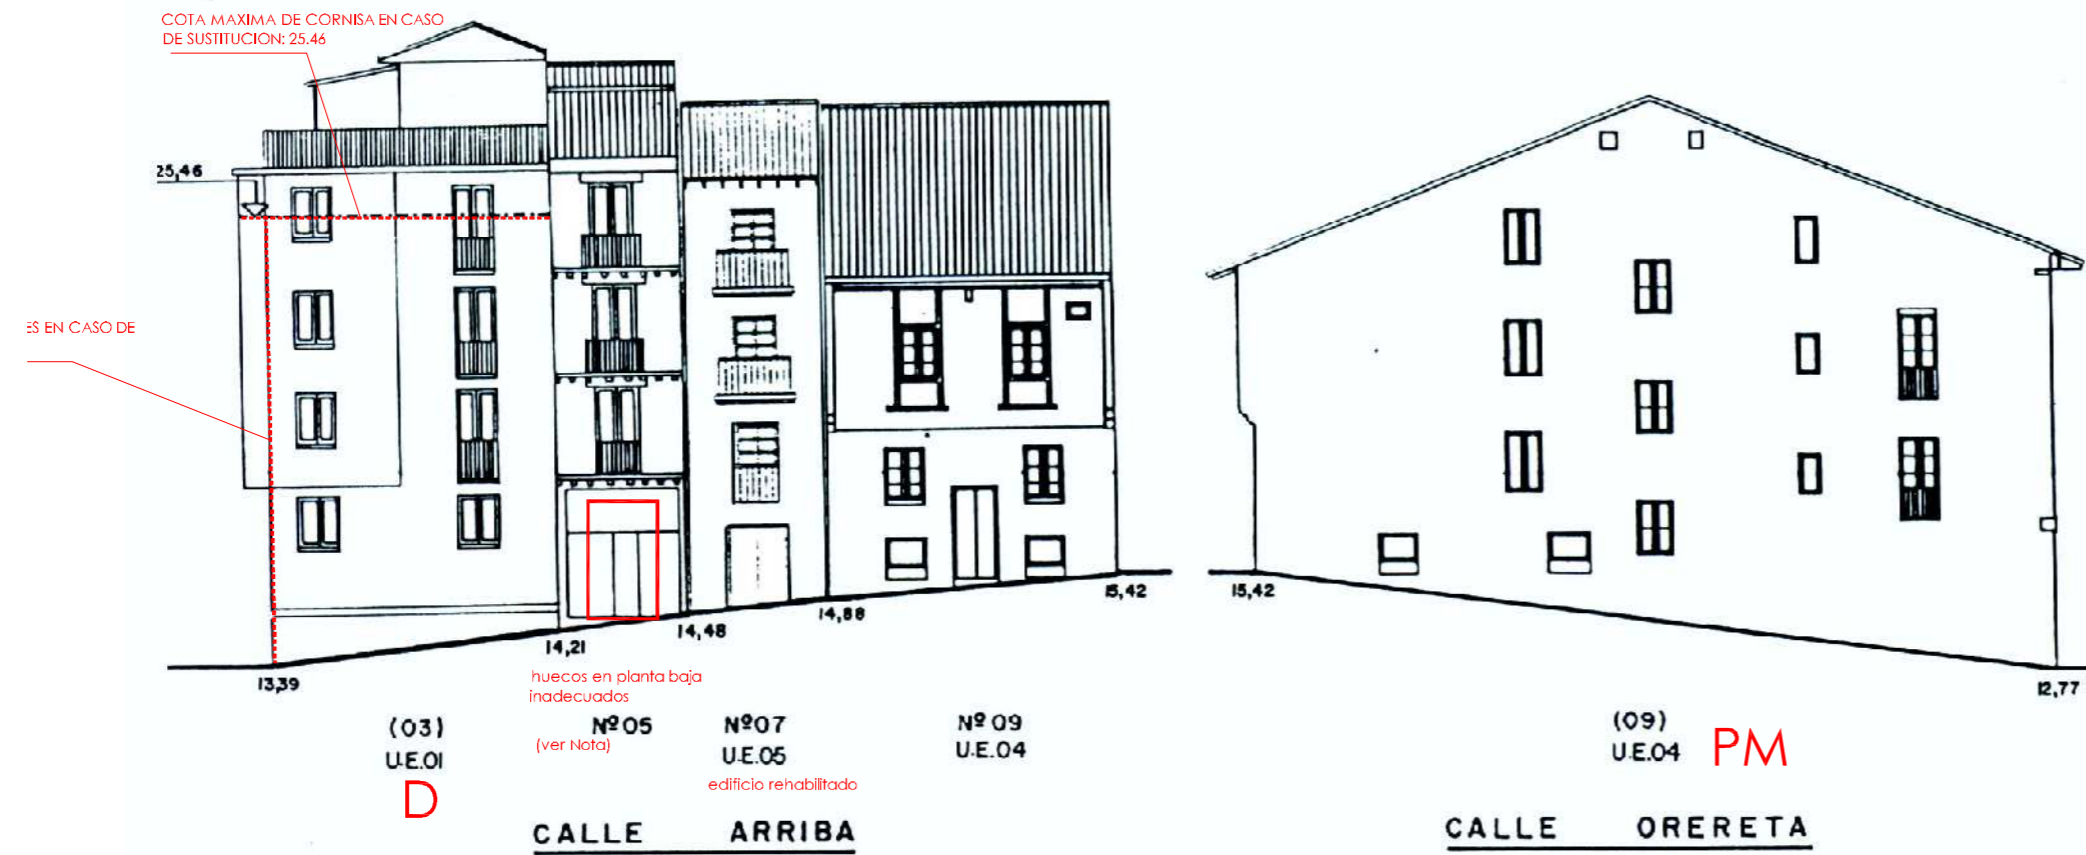 COTA MAXIMA DE CORNISA EN CASO
DE SUSTITUCION: 25.46
25,46
ES EN CASO DE
13,39
14,21
14,48
14,88
15,42
15,42
12,77
huecos en planta baja
inadecuados
(ver Nota)
(03)
U.E.01
D
Nº05
Nº07
U.E.05
edificio rehabilitado
Nº 09
U.E.04
(09)
U.E.04
PM
CALLE ARRIBA
CALLE ORERETA